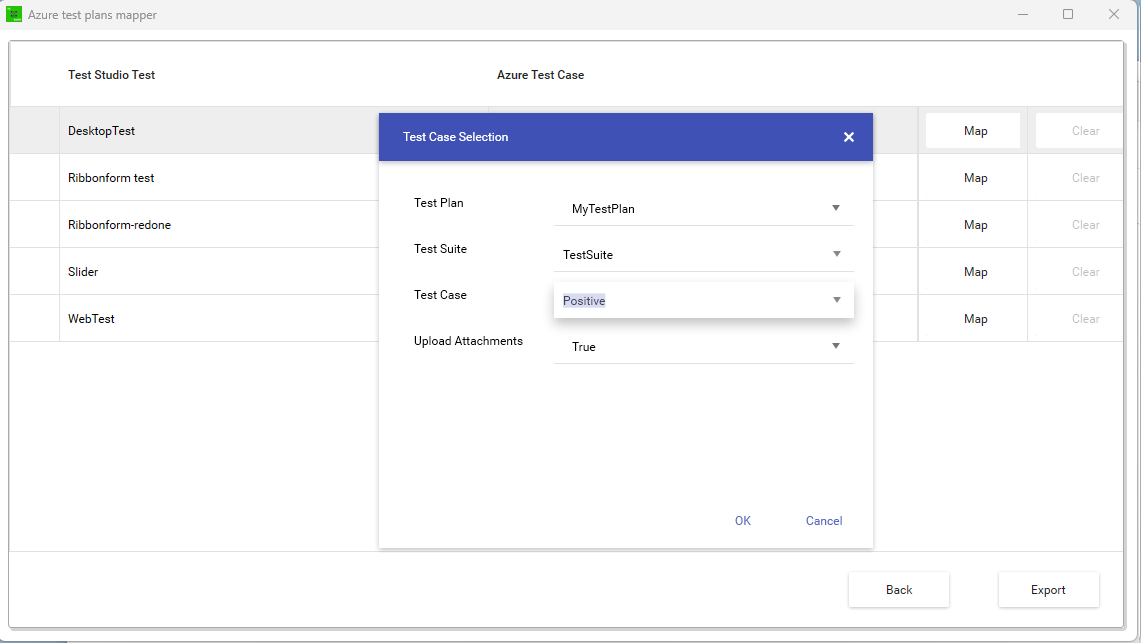 Azure test plans mapper
Test Studio Test Azure Test Case
DesktopTest Map Clear
Ribbonform test Map Clear
Ribbonform-redone Map Clear
Slider Map Clear
WebTest Map Clear
Test Case Selection
Test Plan MyTestPlan
Test Suite TestSuite
Test Case Positive
Upload Attachments True
OK Cancel
Back Export